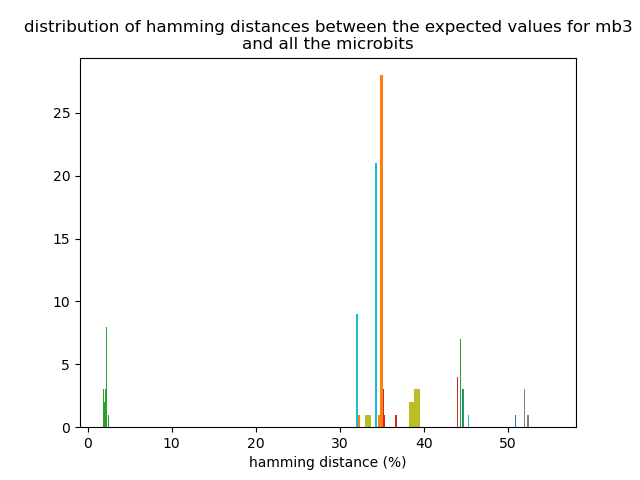 distribution of hamming distances between the expected values for mb3
and all the microbits
25
20
15
10
5
0
0 10 20 30 40 50
hamming distance (%)